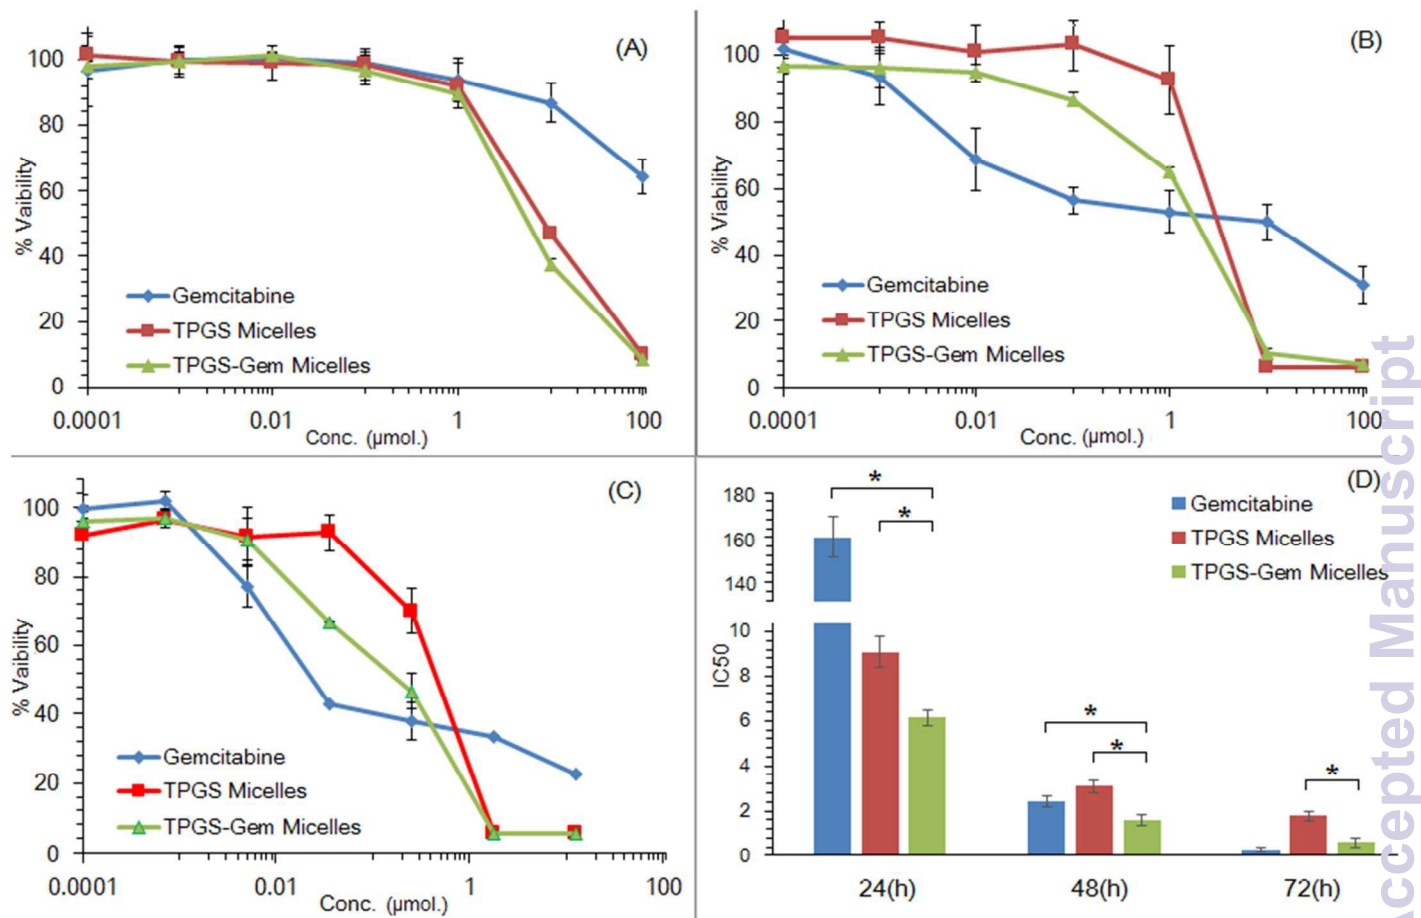 (A)
100
80
60
40
20
0
% Vaibility
Gemcitabine
TPGS Micelles
TPGS-Gem Micelles
0.0001 0.01 1 100
Conc. (µmol.)
(B)
100
80
60
40
20
0
% Viability
Gemcitabine
TPGS Micelles
TPGS-Gem Micelles
0.0001 0.01 1 100
Conc. (µmol.)
(C)
100
80
60
40
20
0
% Vaibility
Gemcitabine
TPGS Micelles
TPGS-Gem Micelles
0.0001 0.01 1 100
Conc. (µmol.)
(D)
180
160
140
10
8
6
4
2
0
IC50
* * * * *
Gemcitabine
TPGS Micelles
TPGS-Gem Micelles
24(h) 48(h) 72(h)
Accepted Manuscript